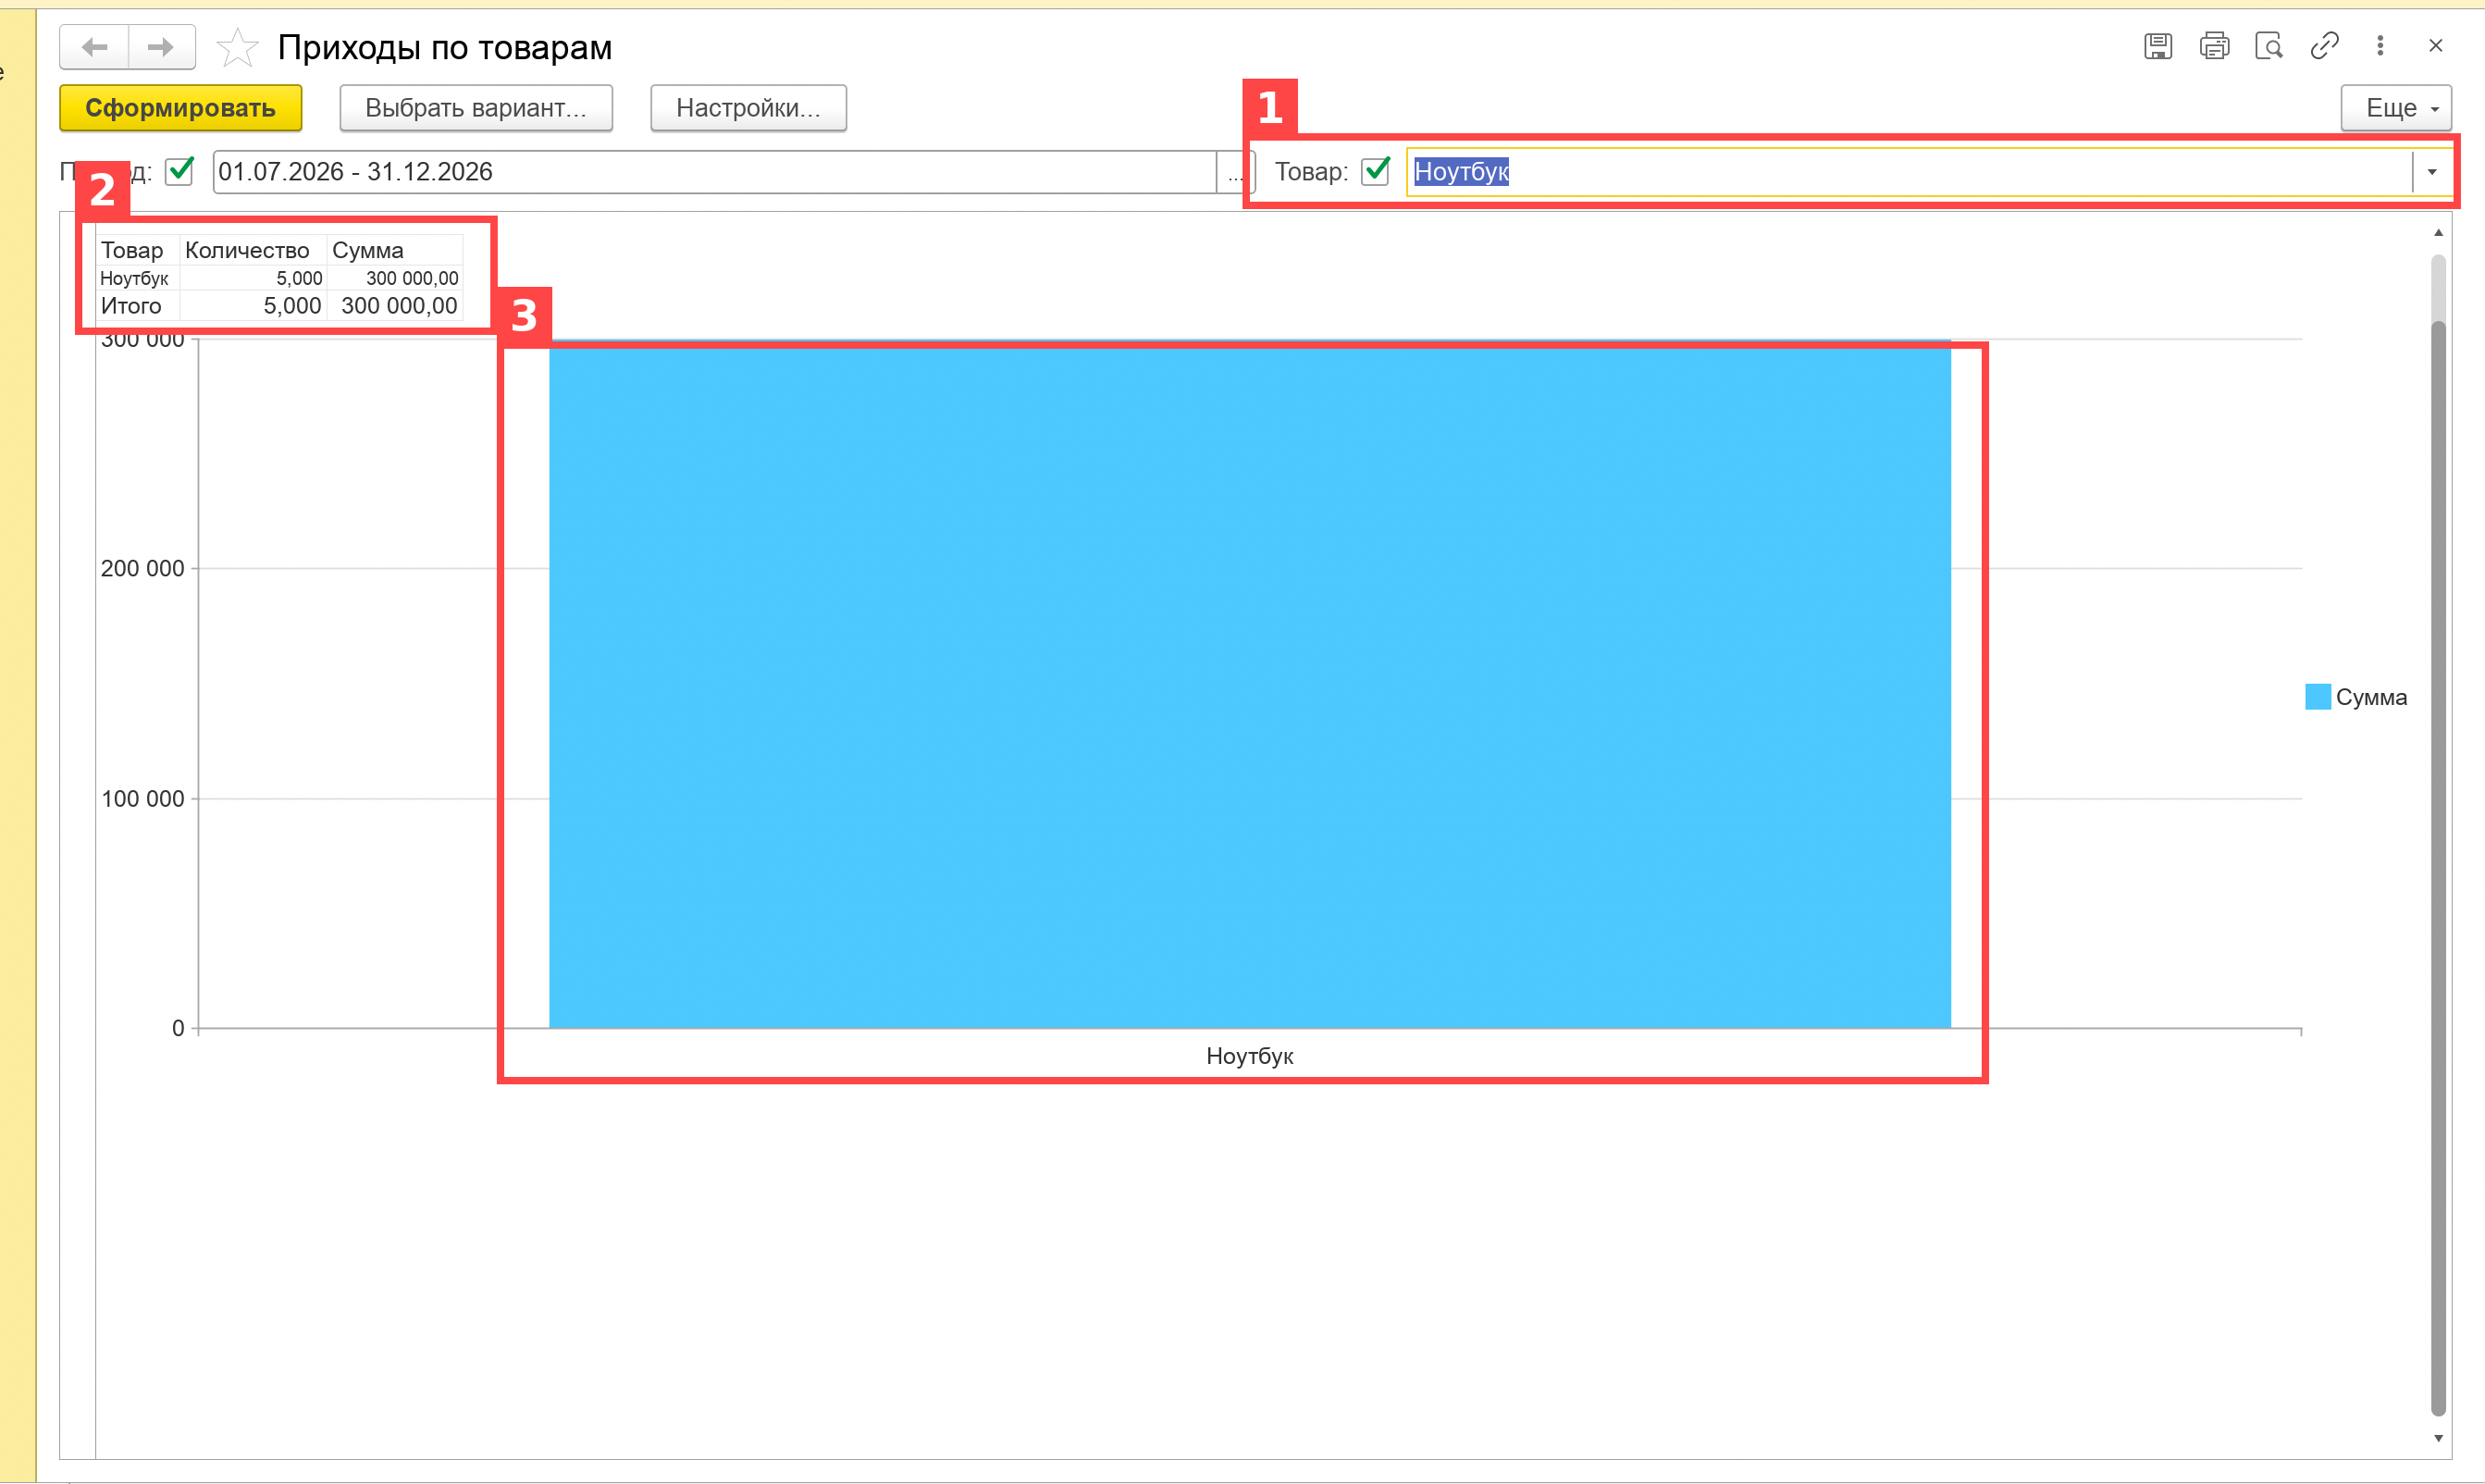 Приходы по товарам
Сформировать Выбрать вариант... Настройки... 1 Еще
01.07.2026 - 31.12.2026 ... Товар: Ноутбук
2
Товар Количество Сумма
Ноутбук 5,000 300 000,00
Итого 5,000 300 000,00
3
300 000
200 000
Сумма
100 000
0
Ноутбук